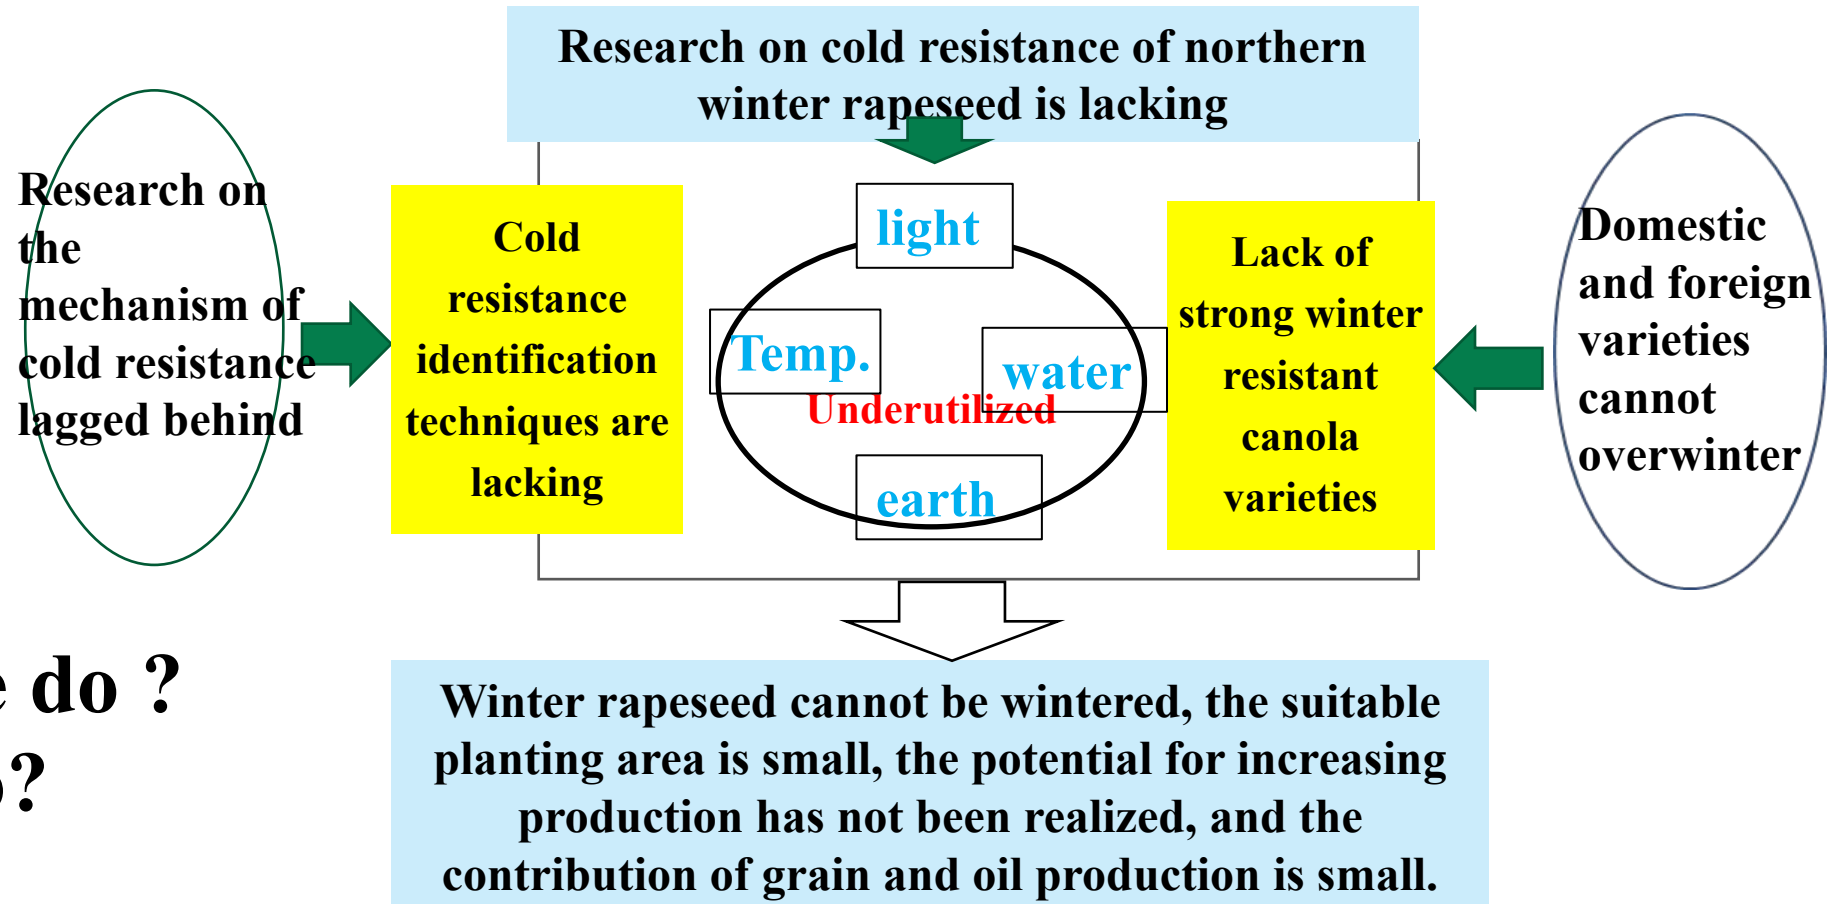 Research on cold resistance of northern
winter rapeseed is lacking
Research on
the
mechanism of
cold resistance
lagged behind
Cold
resistance
identification
techniques are
lacking
light
Temp.
water
Underutilized
earth
Lack of
strong winter
resistant
canola
varieties
Domestic
and foreign
varieties
cannot
overwinter
do ?
?
Winter rapeseed cannot be wintered, the suitable
planting area is small, the potential for increasing
production has not been realized, and the
contribution of grain and oil production is small.